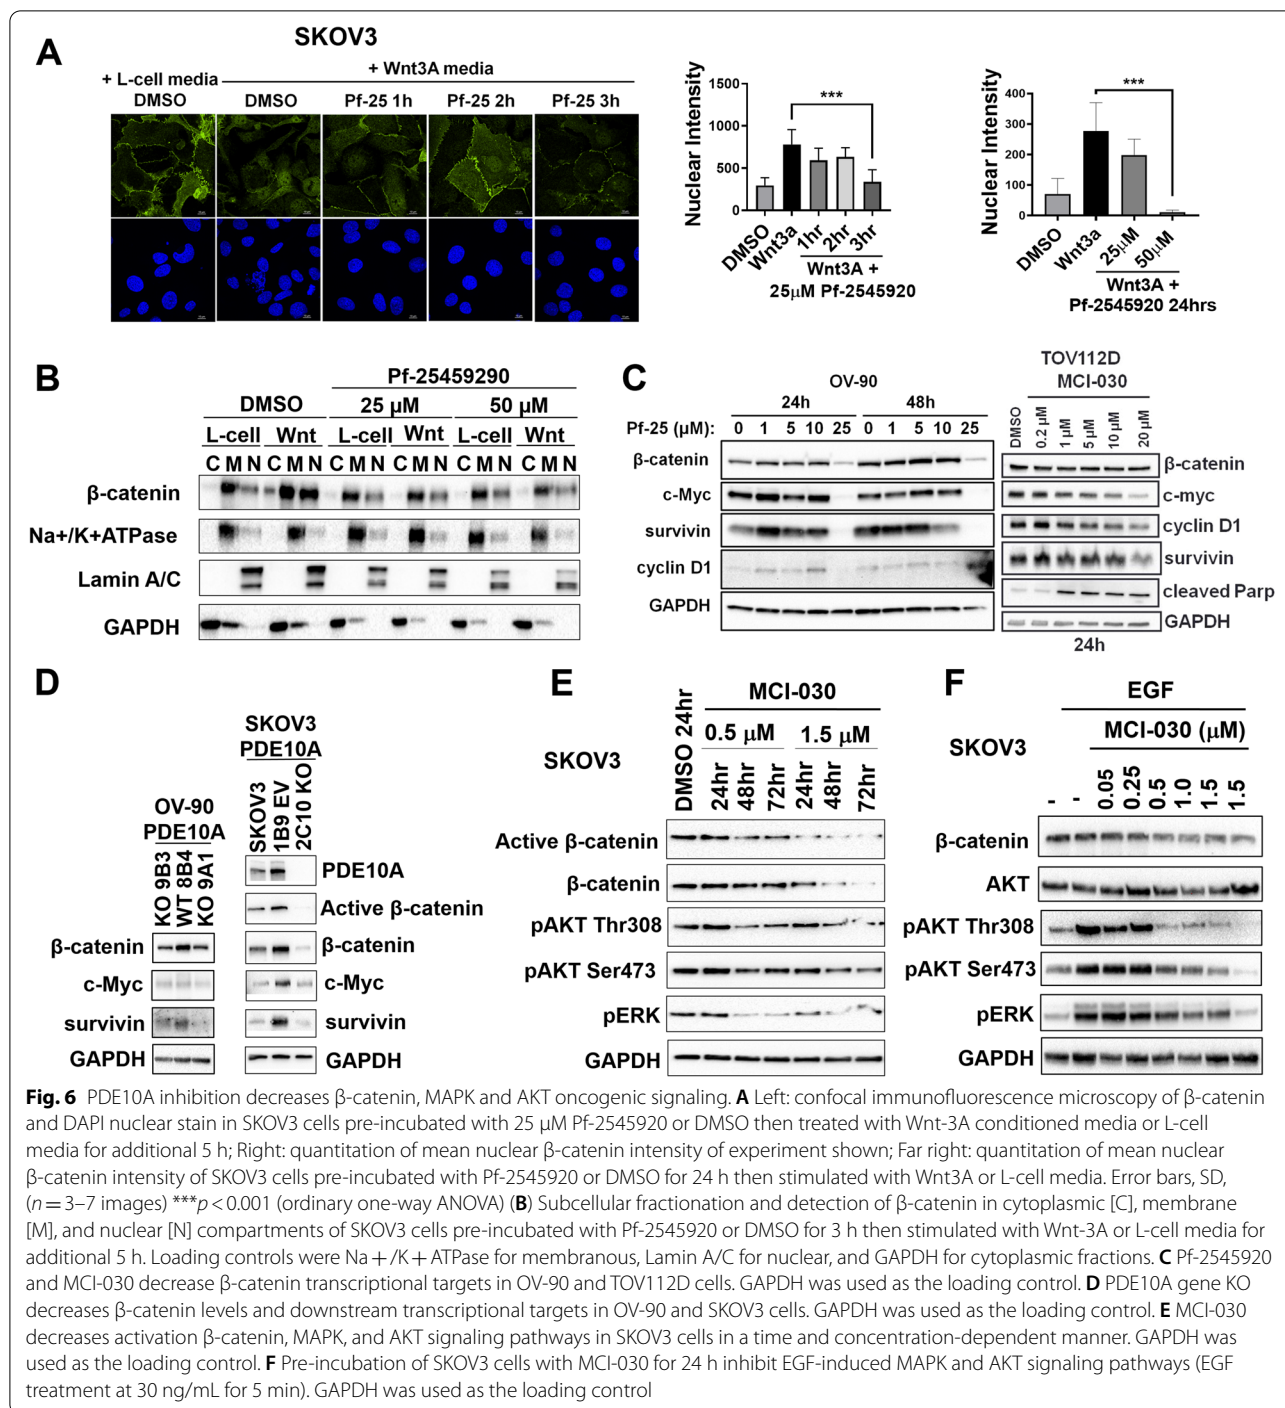 A
SKOV3
+ L-cell media
+ Wnt3A media
DMSO
DMSO
Pf-25 1h
Pf-25 2h
Pf-25 3h
Nuclear Intensity
1500
1000
500
0
***
DMSO
Wnt3a
1hr
2hr
3hr
Wnt3A +
25μM Pf-2545920
Nuclear Intensity
400
300
200
100
0
***
DMSO
Wnt3a
25μM
50μM
Wnt3A +
Pf-2545920 24hrs
B
Pf-25459290
DMSO
25 μM
50 μM
L-cell
Wnt
L-cell
Wnt
L-cell
Wnt
C M N C M N C M N C M N C M N C M N
β-catenin
Na+/K+ATPase
Lamin A/C
GAPDH
C
OV-90
24h
48h
Pf-25 (μM): 0 1 5 10 25 0 1 5 10 25
β-catenin
c-Myc
survivin
cyclin D1
GAPDH
TOV112D
MCI-030
DMSO
0.2 μM
1 μM
5 μM
10 μM
20 μM
β-catenin
c-myc
cyclin D1
survivin
cleaved Parp
GAPDH
24h
D
OV-90
PDE10A
KO 9B3
WT 8B4
KO 9A1
β-catenin
c-Myc
survivin
GAPDH
SKOV3
PDE10A
SKOV3
1B9 EV
2C10 KO
PDE10A
Active β-catenin
β-catenin
c-Myc
survivin
GAPDH
E
SKOV3
DMSO 24hr
MCI-030
0.5 μM
1.5 μM
24hr
48hr
72hr
24hr
48hr
72hr
Active β-catenin
β-catenin
pAKT Thr308
pAKT Ser473
pERK
GAPDH
F
EGF
SKOV3
MCI-030 (μM)
- - 0.05 0.25 0.5 1.0 1.5 1.5
β-catenin
AKT
pAKT Thr308
pAKT Ser473
pERK
GAPDH
Fig. 6 PDE10A inhibition decreases β-catenin, MAPK and AKT oncogenic signaling. A Left: confocal immunofluorescence microscopy of β-catenin
and DAPI nuclear stain in SKOV3 cells pre-incubated with 25 μM Pf-2545920 or DMSO then treated with Wnt-3A conditioned media or L-cell
media for additional 5 h; Right: quantitation of mean nuclear β-catenin intensity of experiment shown; Far right: quantitation of mean nuclear
β-catenin intensity of SKOV3 cells pre-incubated with Pf-2545920 or DMSO for 24 h then stimulated with Wnt3A or L-cell media. Error bars, SD,
(n = 3–7 images) ***p < 0.001 (ordinary one-way ANOVA) (B) Subcellular fractionation and detection of β-catenin in cytoplasmic [C], membrane
[M], and nuclear [N] compartments of SKOV3 cells pre-incubated with Pf-2545920 or DMSO for 3 h then stimulated with Wnt-3A or L-cell media for
additional 5 h. Loading controls were Na + /K + ATPase for membranous, Lamin A/C for nuclear, and GAPDH for cytoplasmic fractions. C Pf-2545920
and MCI-030 decrease β-catenin transcriptional targets in OV-90 and TOV112D cells. GAPDH was used as the loading control. D PDE10A gene KO
decreases β-catenin levels and downstream transcriptional targets in OV-90 and SKOV3 cells. GAPDH was used as the loading control. E MCI-030
decreases activation β-catenin, MAPK, and AKT signaling pathways in SKOV3 cells in a time and concentration-dependent manner. GAPDH was
used as the loading control. F Pre-incubation of SKOV3 cells with MCI-030 for 24 h inhibit EGF-induced MAPK and AKT signaling pathways (EGF
treatment at 30 ng/mL for 5 min). GAPDH was used as the loading control